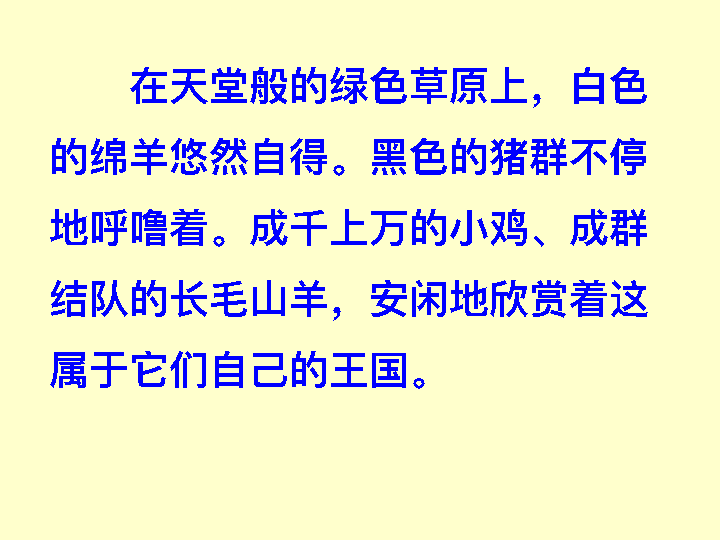 在天堂般的绿色草原上，白色
的绵羊悠然自得。黑色的猪群不停
地呼噜着。成千上万的小鸡、成群
结队的长毛山羊，安闲地欣赏着这
属于它们自己的王国。